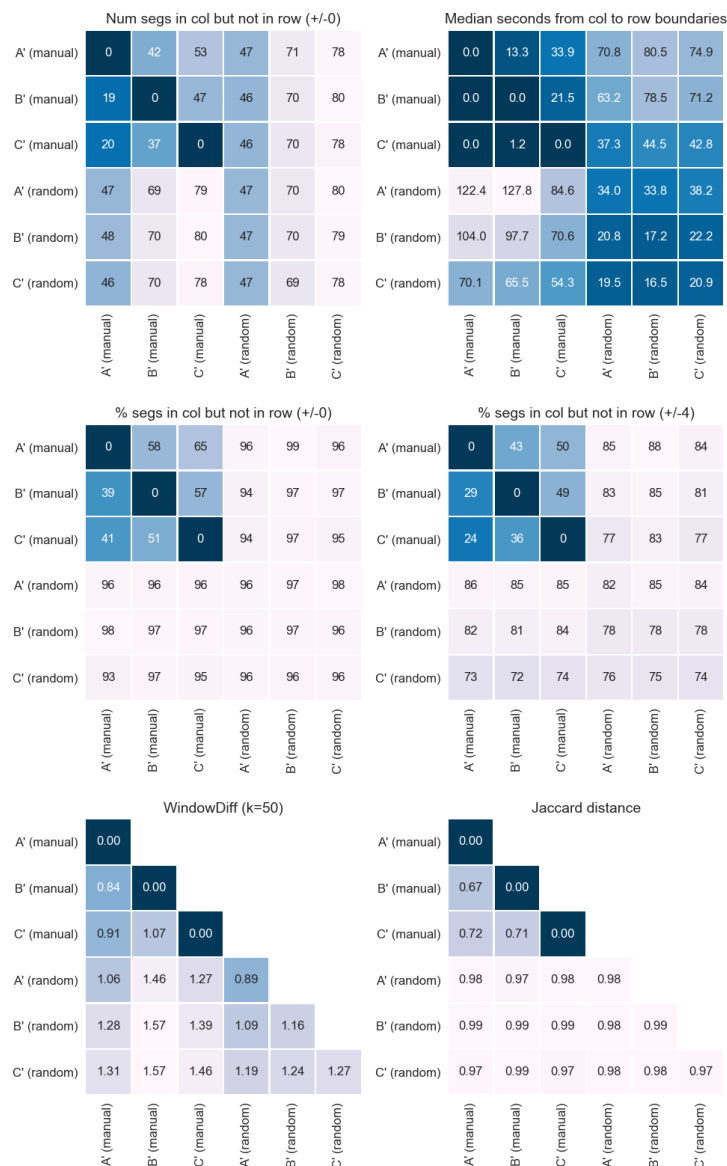 Num segs in col but not in row (+/-0)
A' (manual) 0 42 53 47 71 78
B' (manual) 19 0 47 46 70 80
C' (manual) 20 37 0 46 70 78
A' (random) 47 69 79 47 70 80
B' (random) 48 70 80 47 70 79
C' (random) 46 70 78 47 69 78
A' (manual) B' (manual) C' (manual) A' (random) B' (random) C' (random)
Median seconds from col to row boundaries
A' (manual) 0.0 13.3 33.9 70.8 80.5 74.9
B' (manual) 0.0 0.0 21.5 63.2 78.5 71.2
C' (manual) 0.0 1.2 0.0 37.3 44.5 42.8
A' (random) 122.4 127.8 84.6 34.0 33.8 38.2
B' (random) 104.0 97.7 70.6 20.8 17.2 22.2
C' (random) 70.1 65.5 54.3 19.5 16.5 20.9
A' (manual) B' (manual) C' (manual) A' (random) B' (random) C' (random)
% segs in col but not in row (+/-0)
A' (manual) 0 58 65 96 99 96
B' (manual) 39 0 57 94 97 97
C' (manual) 41 51 0 94 97 95
A' (random) 96 96 96 96 97 98
B' (random) 98 97 97 96 97 96
C' (random) 93 97 95 96 96 96
A' (manual) B' (manual) C' (manual) A' (random) B' (random) C' (random)
% segs in col but not in row (+/-4)
A' (manual) 0 43 50 85 88 84
B' (manual) 29 0 49 83 85 81
C' (manual) 24 36 0 77 83 77
A' (random) 86 85 85 82 85 84
B' (random) 82 81 84 78 78 78
C' (random) 73 72 74 76 75 74
A' (manual) B' (manual) C' (manual) A' (random) B' (random) C' (random)
WindowDiff (k=50)
A' (manual) 0.00
B' (manual) 0.84 0.00
C' (manual) 0.91 1.07 0.00
A' (random) 1.06 1.46 1.27 0.89
B' (random) 1.28 1.57 1.39 1.09 1.16
C' (random) 1.31 1.57 1.46 1.19 1.24 1.27
A' (manual) B' (manual) C' (manual) A' (random) B' (random) C' (random)
Jaccard distance
A' (manual) 0.00
B' (manual) 0.67 0.00
C' (manual) 0.72 0.71 0.00
A' (random) 0.98 0.97 0.98 0.98
B' (random) 0.99 0.99 0.99 0.98 0.99
C' (random) 0.97 0.99 0.97 0.98 0.98 0.97
A' (manual) B' (manual) C' (manual) A' (random) B' (random) C' (random)